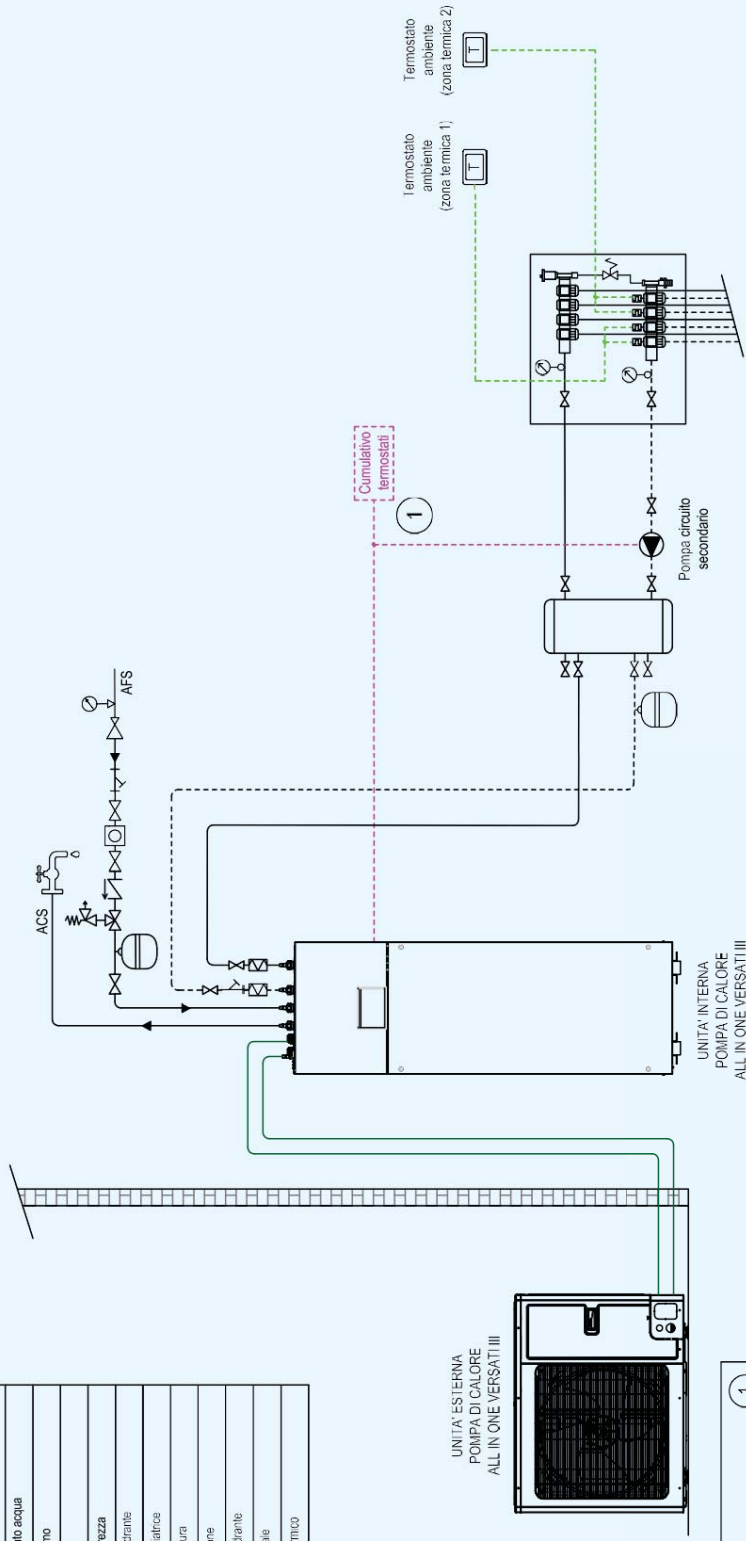 Termostato
ambiente
(zona termica 2)
T
Termostato
ambiente
(zona termica 1)
T
Cumulativo
termostati
1
Pompa circuito
secondario
AFS
ACS
UNITA' INTERNA
POMPA DI CALORE
ALL IN ONE VERSATI III
UNITA' ESTERNA
POMPA DI CALORE
ALL IN ONE VERSATI III
acqua
1